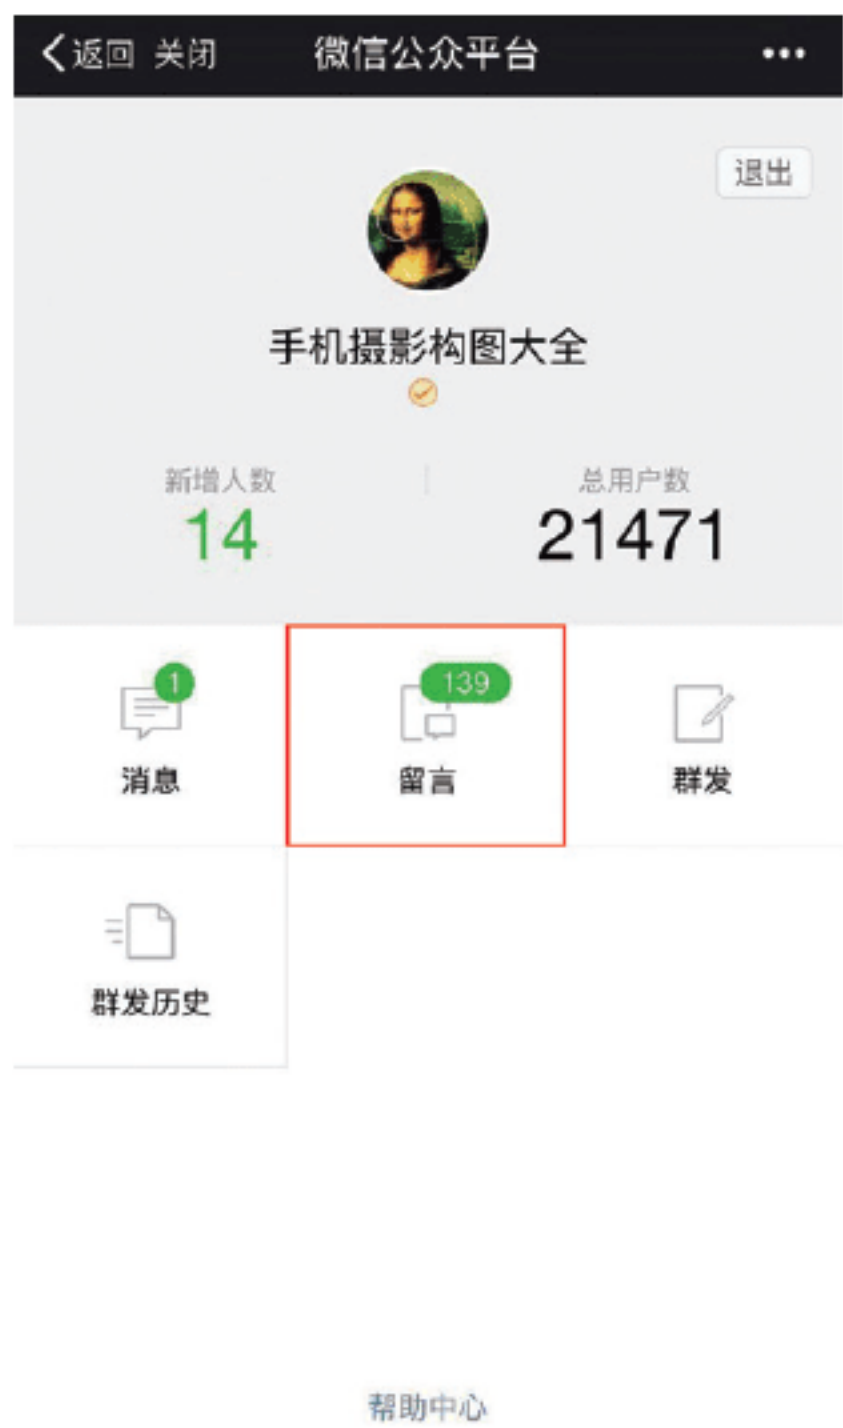 返回 关闭 微信公众平台
退出
手机摄影构图大全
新增人数 总用户数
14 21471
1 139
消息 留言 群发
群发历史
帮助中心